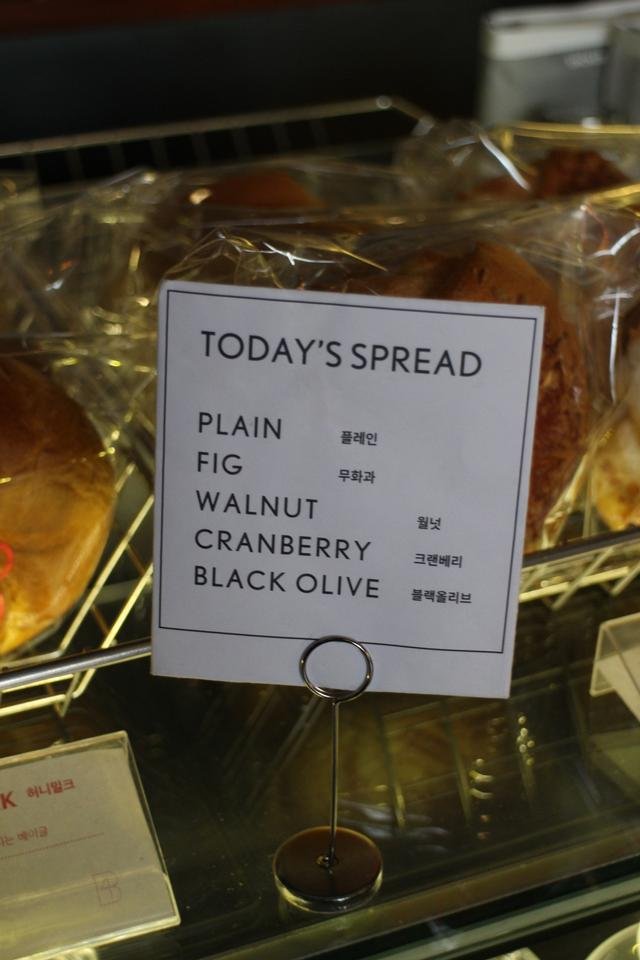 TODAY'S SPREAD
PLAIN 플레인
FIG 무화과
WALNUT 월넛
CRANBERRY 크랜베리
BLACK OLIVE 블랙올리브
K 허니밀크
는 베이글
B